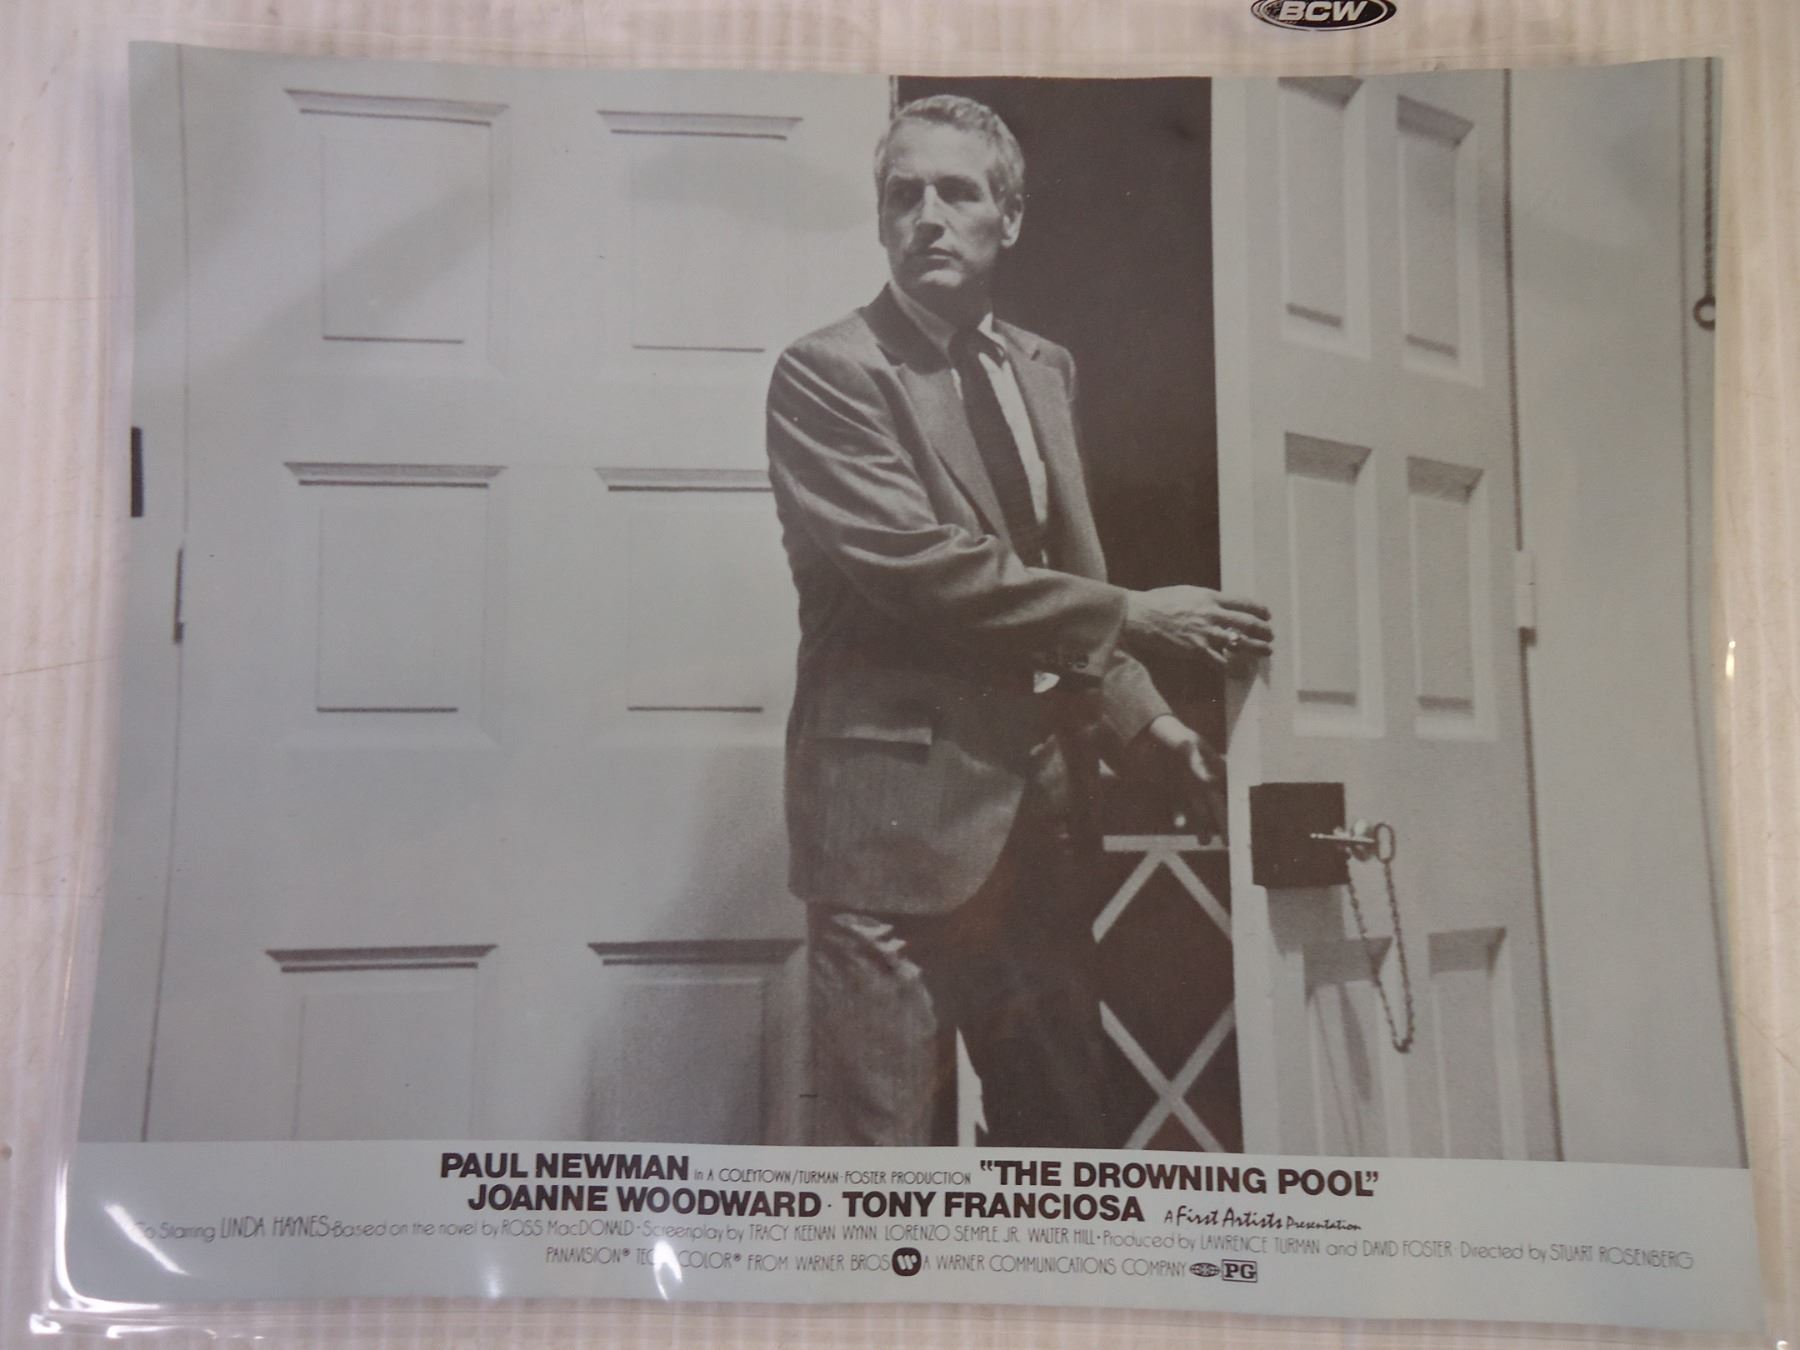 BCW
PAUL NEWMAN in A COLEYTOWN/TURMAN-FOSTER PRODUCTION "THE DROWNING POOL"
JOANNE WOODWARD · TONY FRANCIOSA A First Artists Presentation
Co Starring LINDA HAYNES·Based on the novel by ROSS MacDONALD·Screenplay by TRACY KEENAN WYNN LORENZO SEMPLE, JR. WALTER HILL·Produced by LAWRENCE TURMAN and DAVID FOSTER·Directed by STUART ROSENBERG
PANAVISION® COLOR® FROM WARNER BROS W A WARNER COMMUNICATIONS COMPANY PG